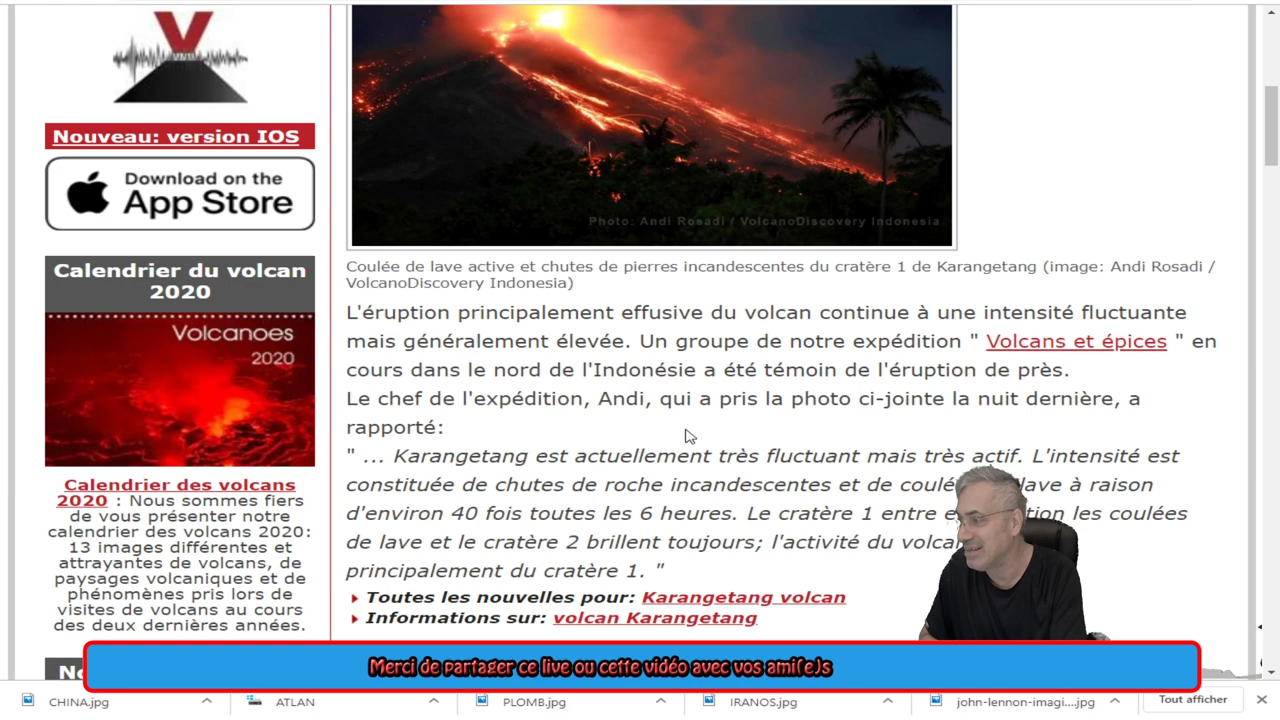 V
Nouveau: version IOS
Download on the
App Store
Calendrier du volcan
2020
Volcanoes
2020
Calendrier des volcans
2020 : Nous sommes fiers
de vous présenter notre
calendrier des volcans 2020:
13 images différentes et
attrayantes de volcans, de
paysages volcaniques et de
phénomènes pris lors de
visites de volcans au cours
des deux dernières années.
Photo: Andi Rosadi / VolcanoDiscovery Indonesia
Coulée de lave active et chutes de pierres incandescentes du cratère 1 de Karangetang (image: Andi Rosadi /
VolcanoDiscovery Indonesia)
L'éruption principalement effusive du volcan continue à une intensité fluctuante
mais généralement élevée. Un groupe de notre expédition " Volcans et épices " en
cours dans le nord de l'Indonésie a été témoin de l'éruption de près.
Le chef de l'expédition, Andi, qui a pris la photo ci-jointe la nuit dernière, a
rapporté:
" ... Karangetang est actuellement très fluctuant mais très actif. L'intensité est
constituée de chutes de roche incandescentes et de lave à raison
d'environ 40 fois toutes les 6 heures. Le cratère 1 entre les coulées
de lave et le cratère 2 brillent toujours; l'activité du
principalement du cratère 1. "
Toutes les nouvelles pour: Karangetang volcan
Informations sur: volcan Karangetang
Merci de partager ce live ou cette vidéo avec vos ami(e)s
CHINA.jpg
ATLAN
PLOMB.jpg
IRANOS.jpg
john-lennon-imagi....jpg
Tout afficher